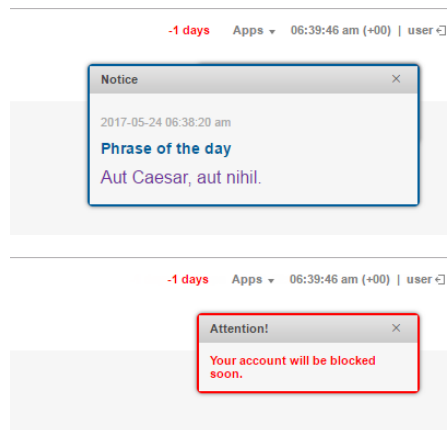 -1 days Apps 06:39:46 am (+00) | user
Notice
2017-05-24 06:38:20 am
Phrase of the day
Aut Caesar, aut nihil.
-1 days Apps 06:39:46 am (+00) | user
Attention!
Your account will be blocked
soon.